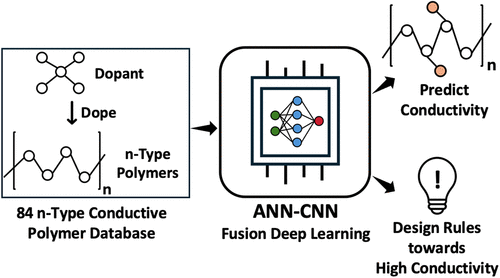 Dopant
Dope
n-Type
Polymers
n
84 n-Type Conductive
Polymer Database
ANN-CNN
Fusion Deep Learning
n
Predict
Conductivity
!
Design Rules
towards
High Conductivity